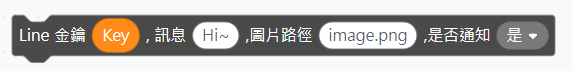 Line 金鑰 Key , 訊息 Hi~ ,圖片路徑 image.png ,是否通知 是